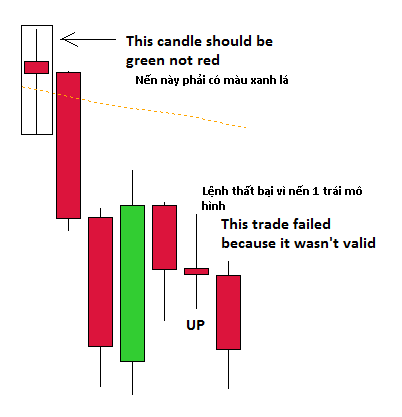 This candle should be
green not red
Nến này phải có màu xanh lá
Lệnh thất bại vì nến 1 trái mô
hình
This trade failed
because it wasn't valid
UP